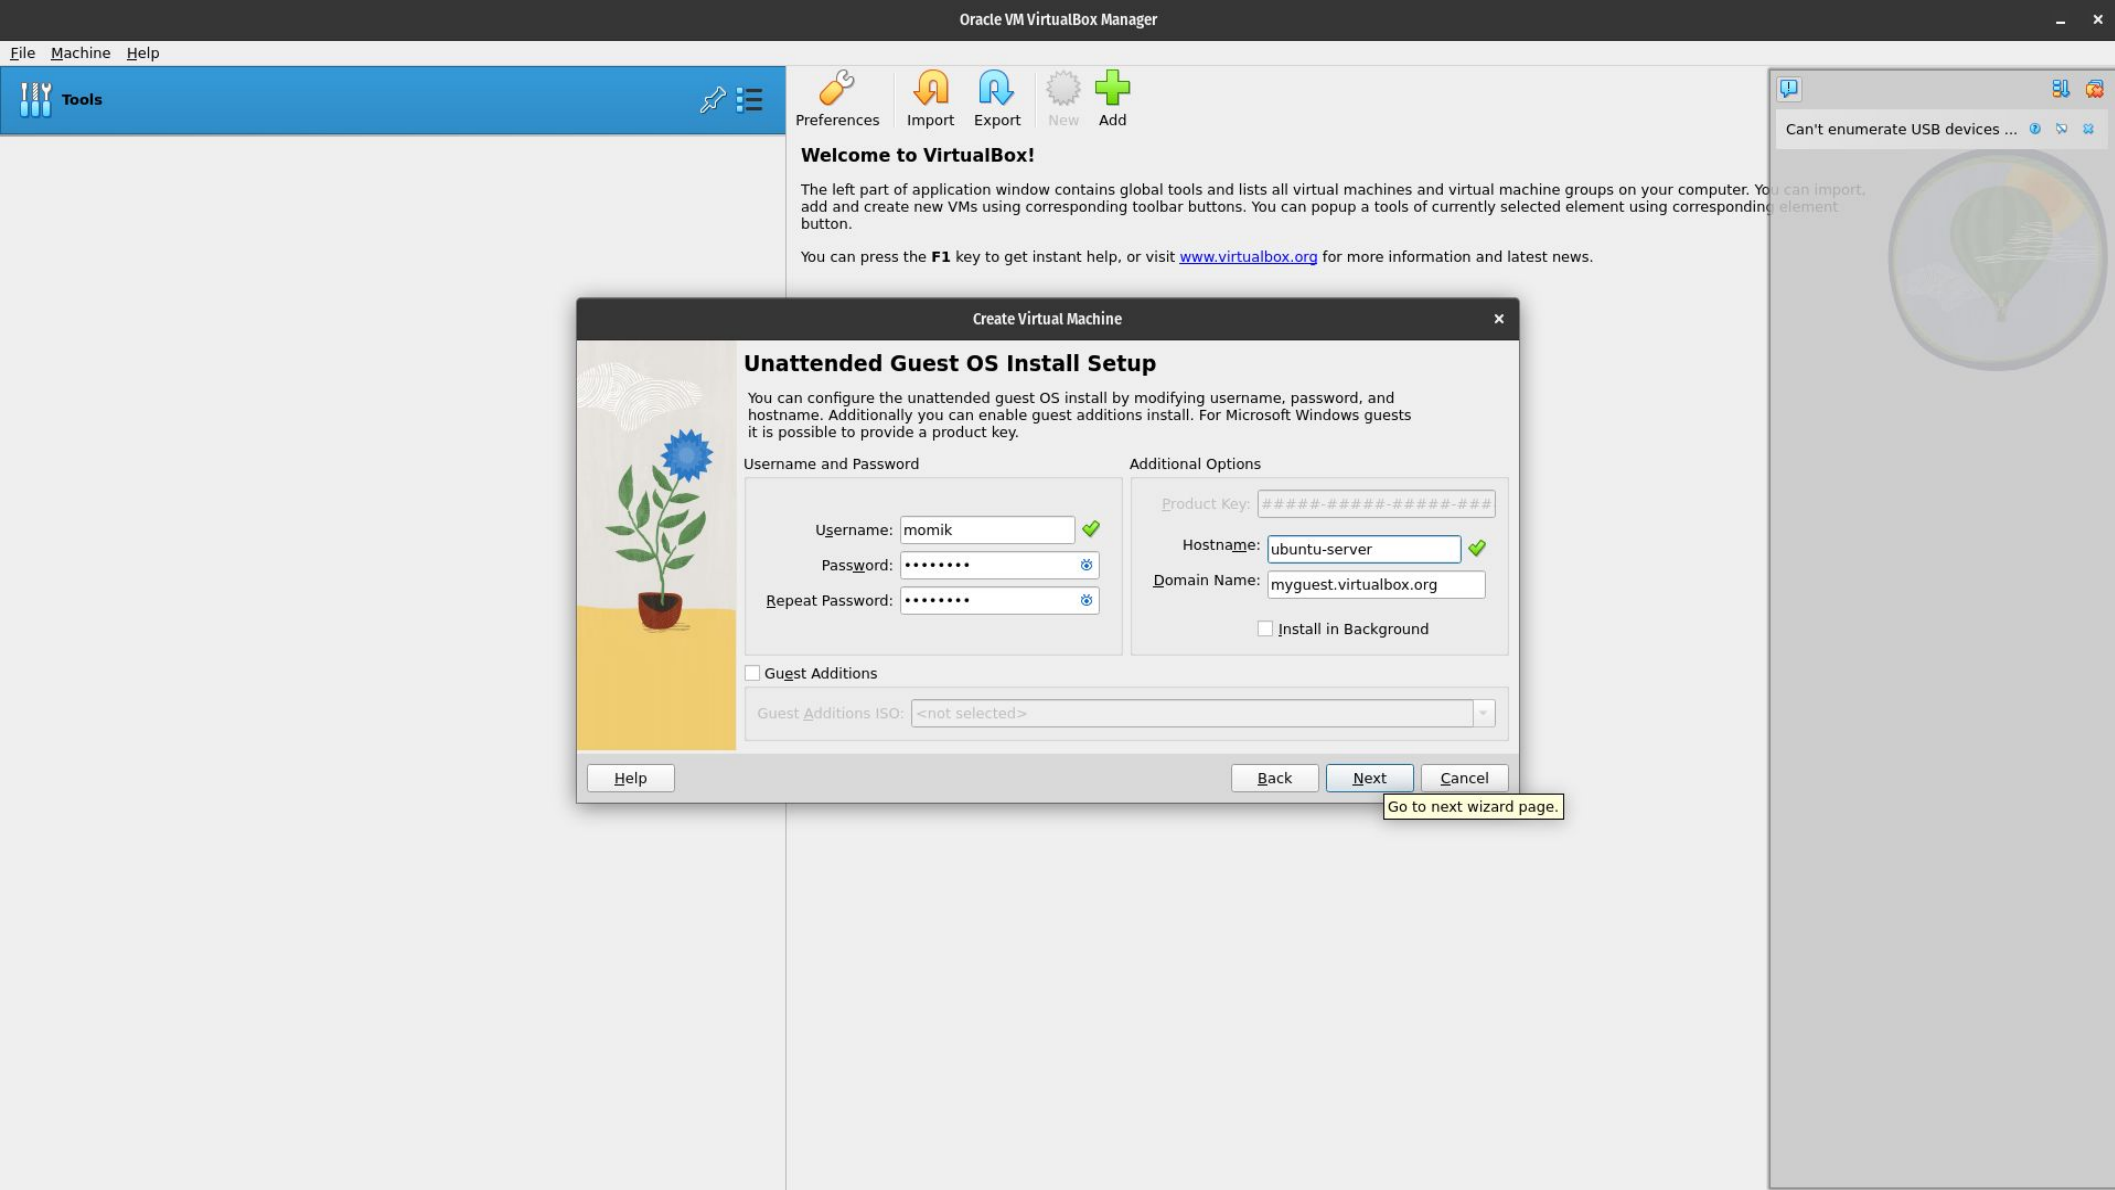 Oracle VM VirtualBox Manager
File Machine Help
Tools
Preferences
Import
Export
New
Add
Welcome to VirtualBox!
The left part of application window contains global tools and lists all virtual machines and virtual machine groups on your computer. You can import,
add and create new VMs using corresponding toolbar buttons. You can popup a tools of currently selected element using corresponding element
button.
You can press the F1 key to get instant help, or visit www.virtualbox.org for more information and latest news.
Can't enumerate USB devices ...
Create Virtual Machine
Unattended Guest OS Install Setup
You can configure the unattended guest OS install by modifying username, password, and
hostname. Additionally you can enable guest additions install. For Microsoft Windows guests
it is possible to provide a product key.
Username and Password
Username: momik
Password: ••••••••
Repeat Password: ••••••••
Additional Options
Product Key: #####-#####-#####-###
Hostname: ubuntu-server
Domain Name: myguest.virtualbox.org
Install in Background
Guest Additions
Guest Additions ISO: <not selected>
Help
Back
Next
Cancel
Go to next wizard page.